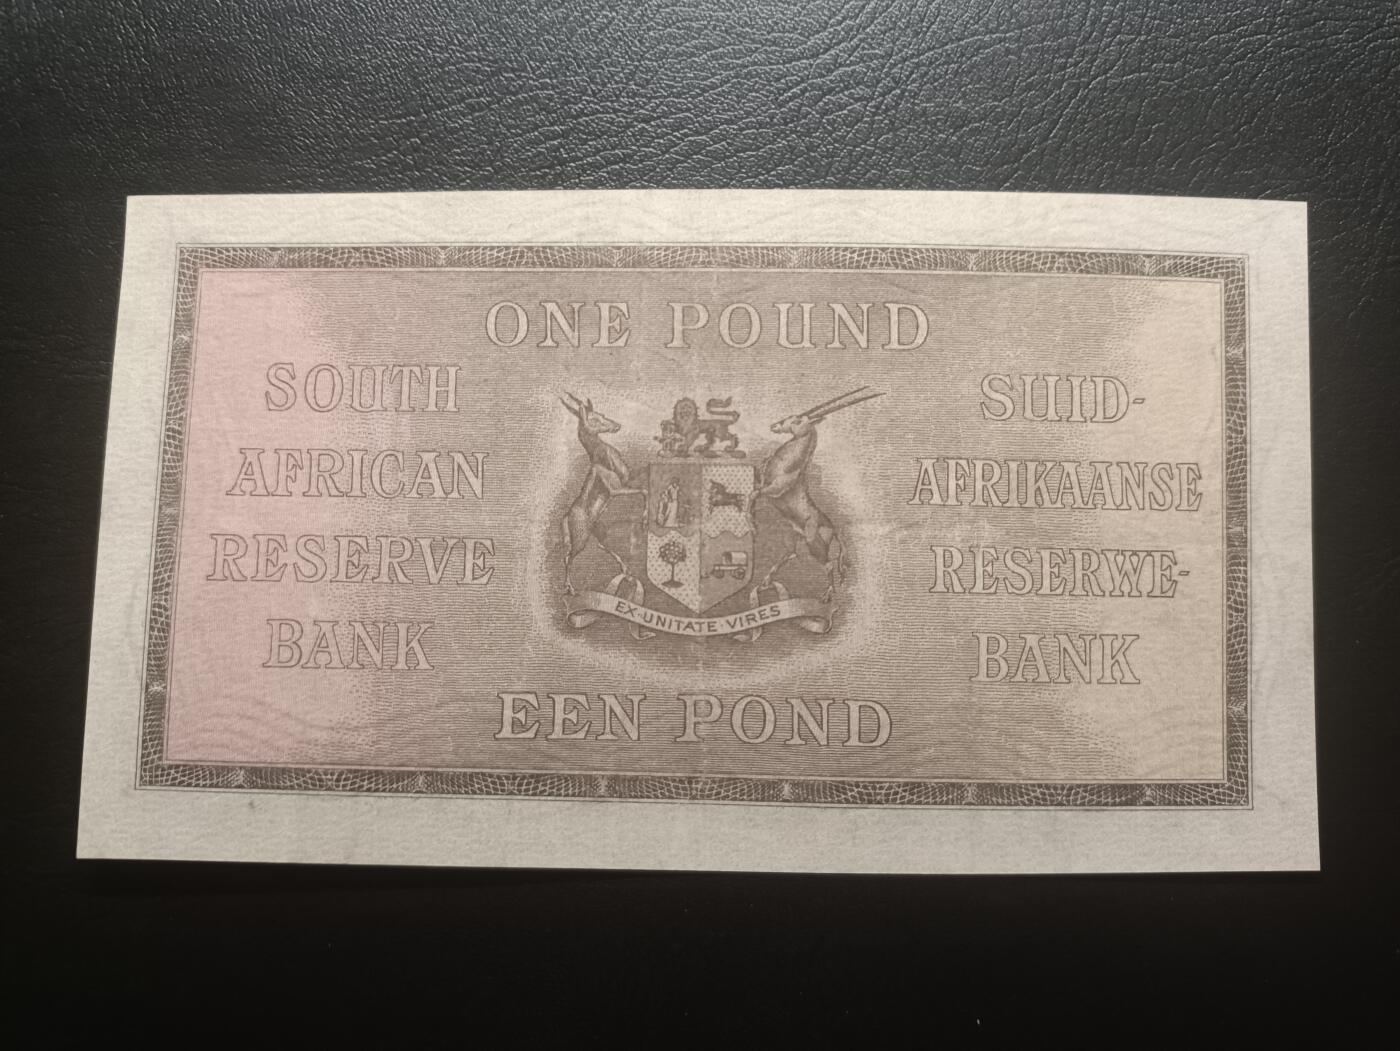 ONE POUND
SOUTH
AFRICAN
RESERVE
BANK
SUID-
AFRIKAANSE
RESERWE-
BANK
EX·UNITATE·VIRES
EEN POND